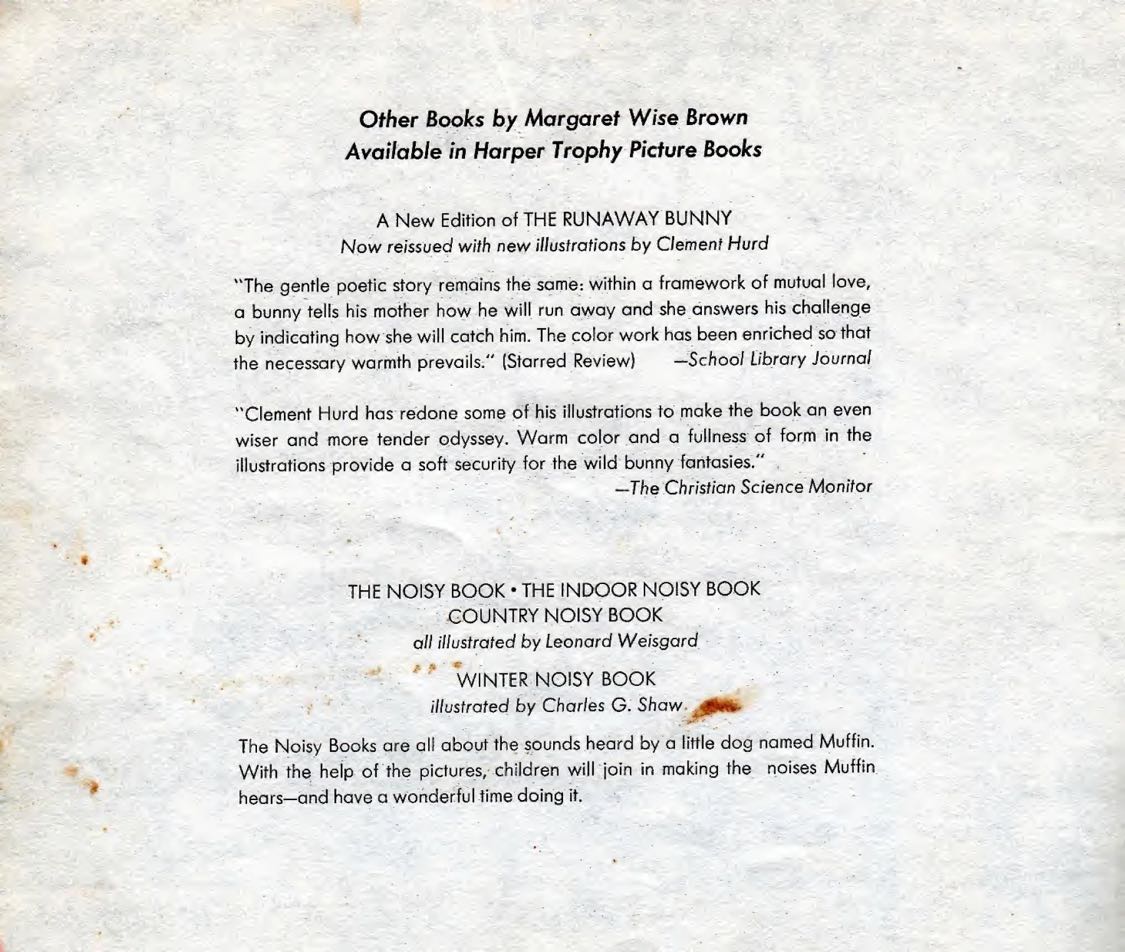 Other Books by Margaret Wise Brown
Available in Harper Trophy Picture Books
A New Edition of THE RUNAWAY BUNNY
Now reissued with new illustrations by Clement Hurd
"The gentle poetic story remains the same: within a framework of mutual love,
a bunny tells his mother how he will run away and she answers his challenge
by indicating how she will catch him. The color work has been enriched so that
the necessary warmth prevails." (Starred Review) —School Library Journal
"Clement Hurd has redone some of his illustrations to make the book an even
wiser and more tender odyssey. Warm color and a fullness of form in the
illustrations provide a soft security for the wild bunny fantasies."
—The Christian Science Monitor
THE NOISY BOOK • THE INDOOR NOISY BOOK
COUNTRY NOISY BOOK
all illustrated by Leonard Weisgard
WINTER NOISY BOOK
illustrated by Charles G. Shaw
The Noisy Books are all about the sounds heard by a little dog named Muffin.
With the help of the pictures, children will join in making the noises Muffin
hears—and have a wonderful time doing it.